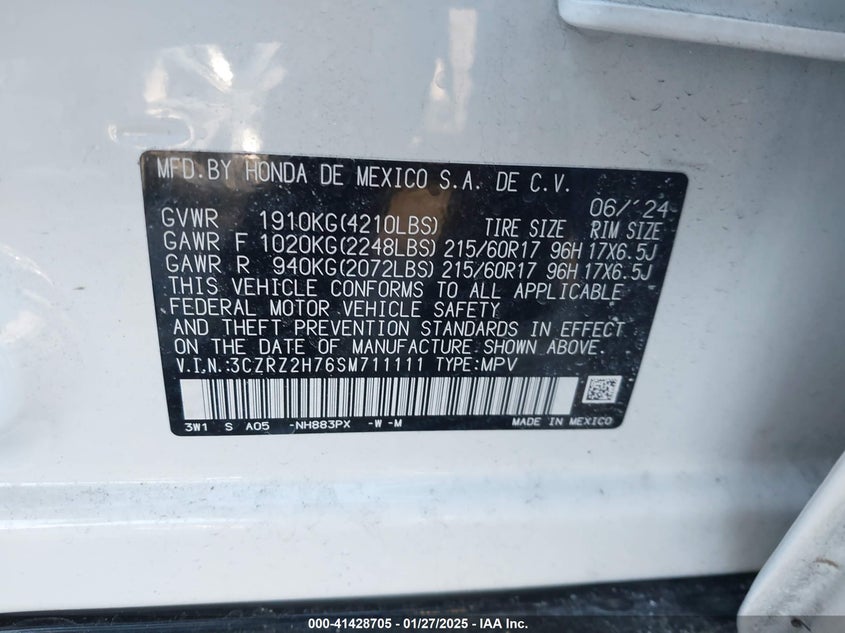 MFD.BY HONDA DE MEXICO S.A. DE C.V.
06/'24
GVWR 1910KG(4210LBS) TIRE SIZE RIM SIZE
GAWR F 1020KG(2248LBS) 215/60R17 96H 17X6.5J
GAWR R 940KG(2072LBS) 215/60R17 96H 17X6.5J
THIS VEHICLE CONFORMS TO ALL APPLICABLE
FEDERAL MOTOR VEHICLE SAFETY
AND THEFT PREVENTION STANDARDS IN EFFECT
ON THE DATE OF MANUFACTURE SHOWN ABOVE.
V.I.N.:3CZRZ2H76SM711111 TYPE:MPV
3W1 S A05 -NH883PX -W -M MADE IN MEXICO
000-41428705 - 01/27/2025 - IAA Inc.